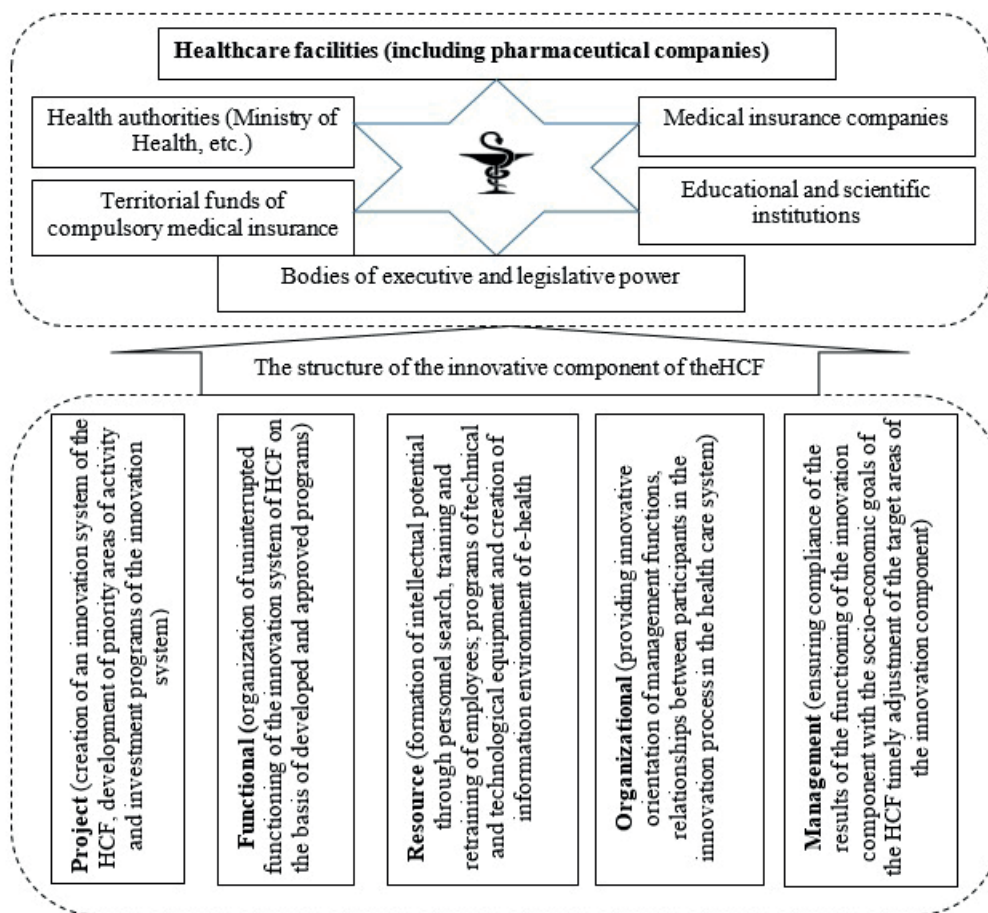 Healthcare facilities (including pharmaceutical companies)
Health authorities (Ministry of
Health, etc.)
Medical insurance companies
Territorial funds of
compulsory medical insurance
Educational and scientific
institutions
Bodies of executive and legislative power
The structure of the innovative component of theHCF
Project (creation of an innovation system of the
HCF, development of priority areas of activity
and investment programs of the innovation
system)
Functional (organization of uninterrupted
functioning of the innovation system of HCF on
the basis of developed and approved programs)
Resource (formation of intellectual potential
through personnel search, training and
retraining of employees; programs of technical
and technological equipment and creation of
information environment of e-health
Organizational (providing innovative
orientation of management functions,
relationships between participants in the
innovation process in the health care system)
Management (ensuring compliance of the
results of the functioning of the innovation
component with the socio-economic goals of
the HCF timely adjustment of the target areas of
the innovation component)